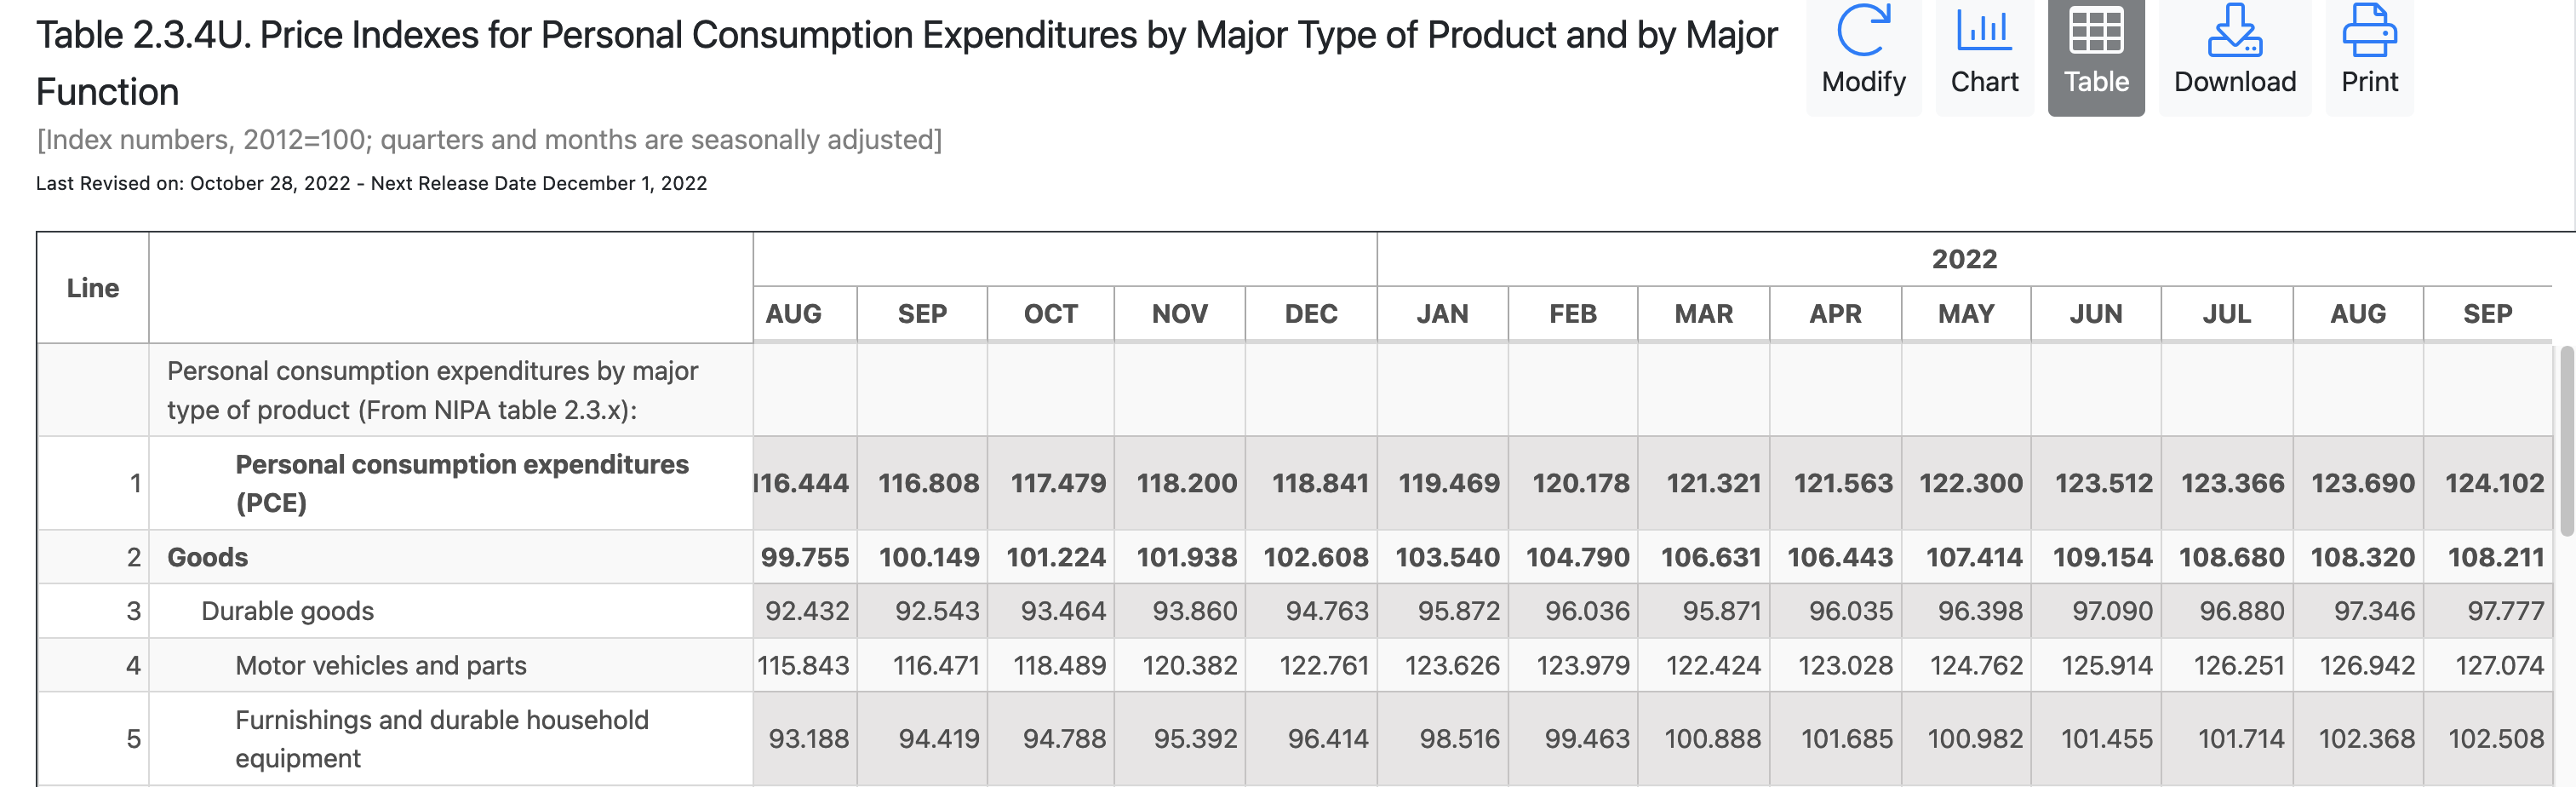 Table 2.3.4U. Price Indexes for Personal Consumption Expenditures by Major Type of Product and by Major
Function
[Index numbers, 2012=100; quarters and months are seasonally adjusted]
Last Revised on: October 28, 2022 - Next Release Date December 1, 2022
Modify Chart Table Download Print
Line 2022
AUG SEP OCT NOV DEC JAN FEB MAR APR MAY JUN JUL AUG SEP
Personal consumption expenditures by major
type of product (From NIPA table 2.3.x):
1 Personal consumption expenditures (PCE) 116.444 116.808 117.479 118.200 118.841 119.469 120.178 121.321 121.563 122.300 123.512 123.366 123.690 124.102
2 Goods 99.755 100.149 101.224 101.938 102.608 103.540 104.790 106.631 106.443 107.414 109.154 108.680 108.320 108.211
3 Durable goods 92.432 92.543 93.464 93.860 94.763 95.872 96.036 95.871 96.035 96.398 97.090 96.880 97.346 97.777
4 Motor vehicles and parts 115.843 116.471 118.489 120.382 122.761 123.626 123.979 122.424 123.028 124.762 125.914 126.251 126.942 127.074
5 Furnishings and durable household equipment 93.188 94.419 94.788 95.392 96.414 98.516 99.463 100.888 101.685 100.982 101.455 101.714 102.368 102.508